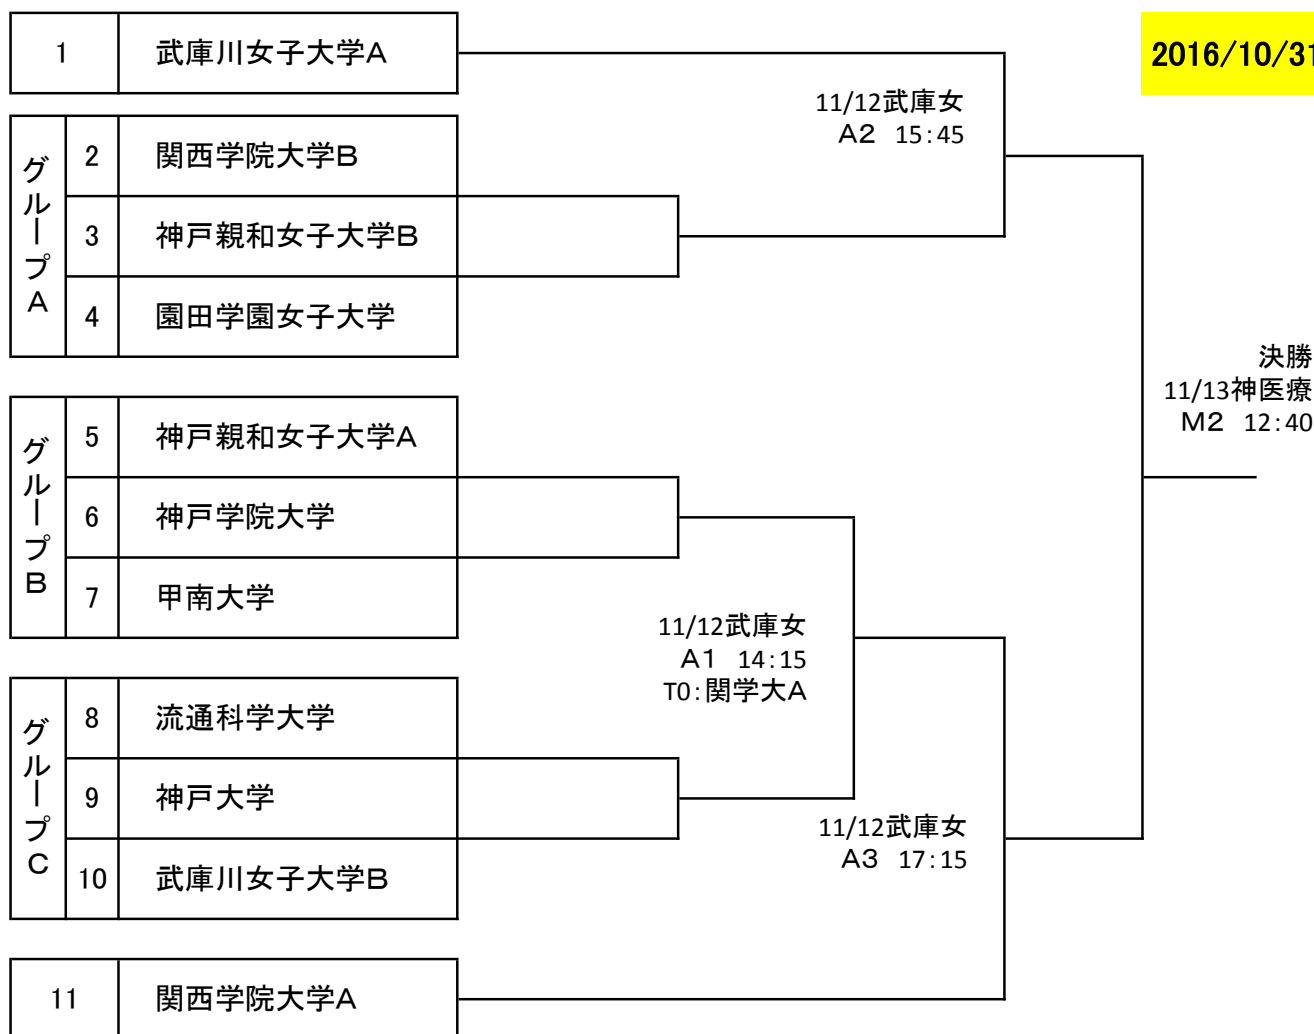 1 武庫川女子大学A
2016/10/31
11/12武庫女
A2 15:45
グループA
2 関西学院大学B
3 神戸親和女子大学B
4 園田学園女子大学
決勝
11/13神医療
M2 12:40
グループB
5 神戸親和女子大学A
6 神戸学院大学
7 甲南大学
11/12武庫女
A1 14:15
TO:関学大A
グループC
8 流通科学大学
9 神戸大学
10 武庫川女子大学B
11/12武庫女
A3 17:15
11 関西学院大学A